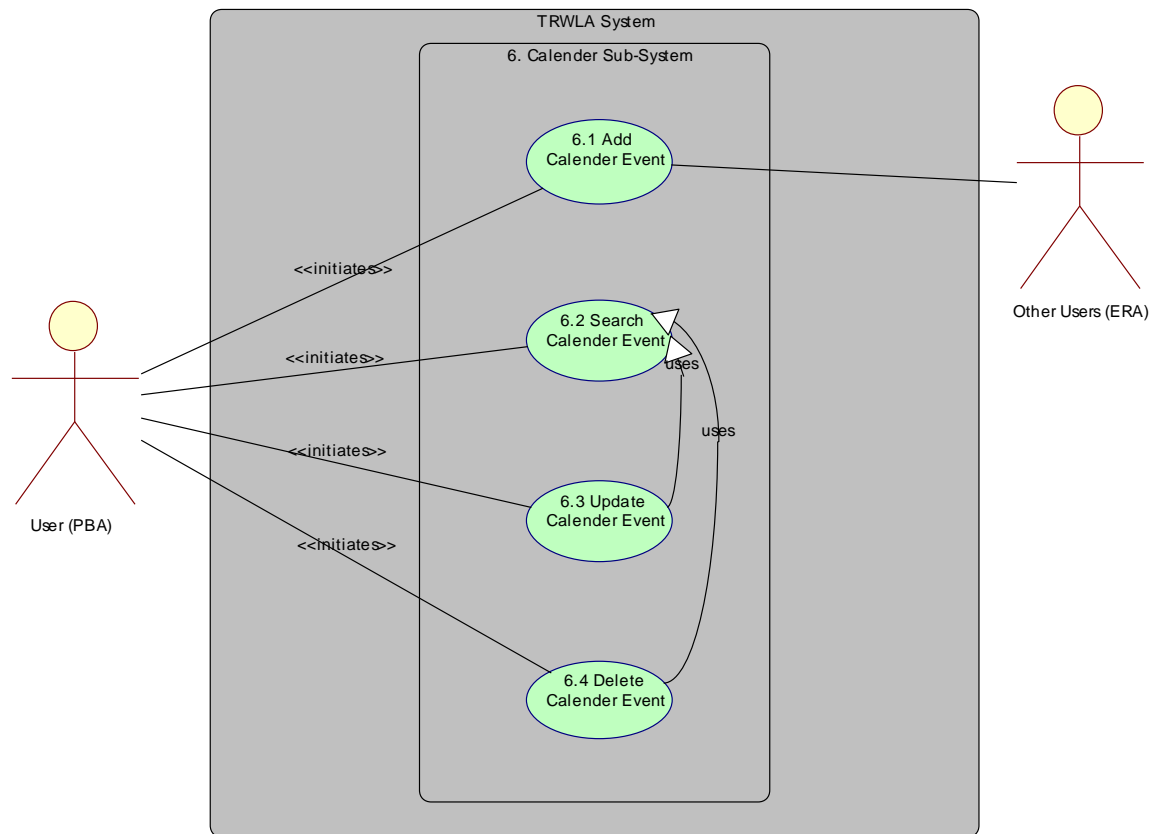 TRWLA System
6. Calender Sub-System
6.1 Add
Calender Event
<<initiates>>
Other Users (ERA)
6.2 Search
Calender Event
<<initiates>>
uses
uses
<<initiates>>
6.3 Update
Calender Event
User (PBA)
<<initiates>>
6.4 Delete
Calender Event